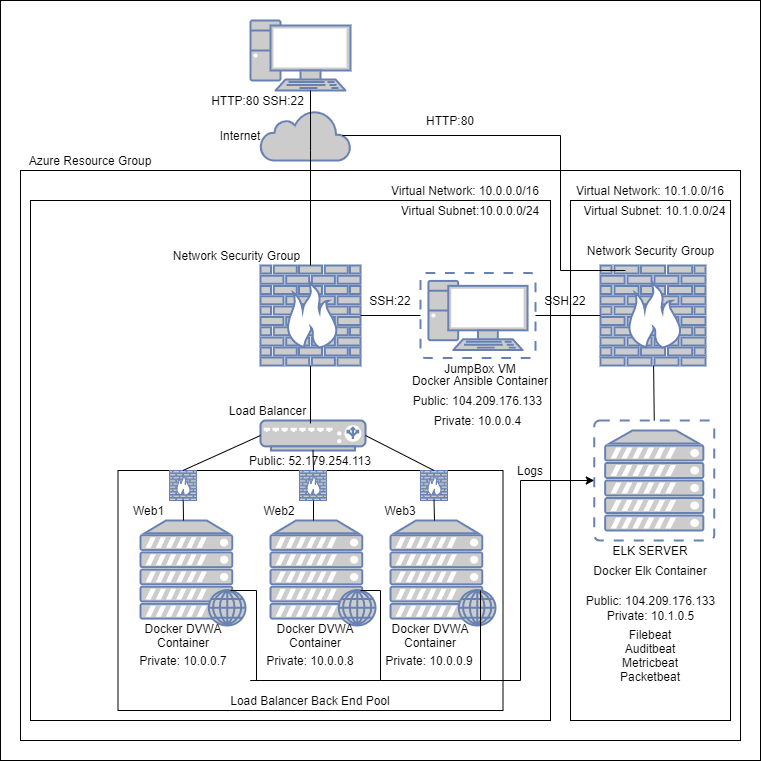 HTTP:80 SSH:22
HTTP:80
Internet
Azure Resource Group
Virtual Network: 10.0.0.0/16
Virtual Network: 10.1.0.0/16
Virtual Subnet:10.0.0.0/24
Virtual Subnet: 10.1.0.0/24
Network Security Group
Network Security Group
SSH:22
SSH:22
JumpBox VM
Docker Ansible Container
Public: 104.209.176.133
Private: 10.0.0.4
Load Balancer
Public: 52.179.254.113
Logs
Web1
Web2
Web3
ELK SERVER
Docker Elk Container
Public: 104.209.176.133
Private: 10.1.0.5
Filebeat
Auditbeat
Metricbeat
Packetbeat
Docker DVWA
Container
Private: 10.0.0.7
Docker DVWA
Container
Private: 10.0.0.8
Docker DVWA
Container
Private: 10.0.0.9
Load Balancer Back End Pool